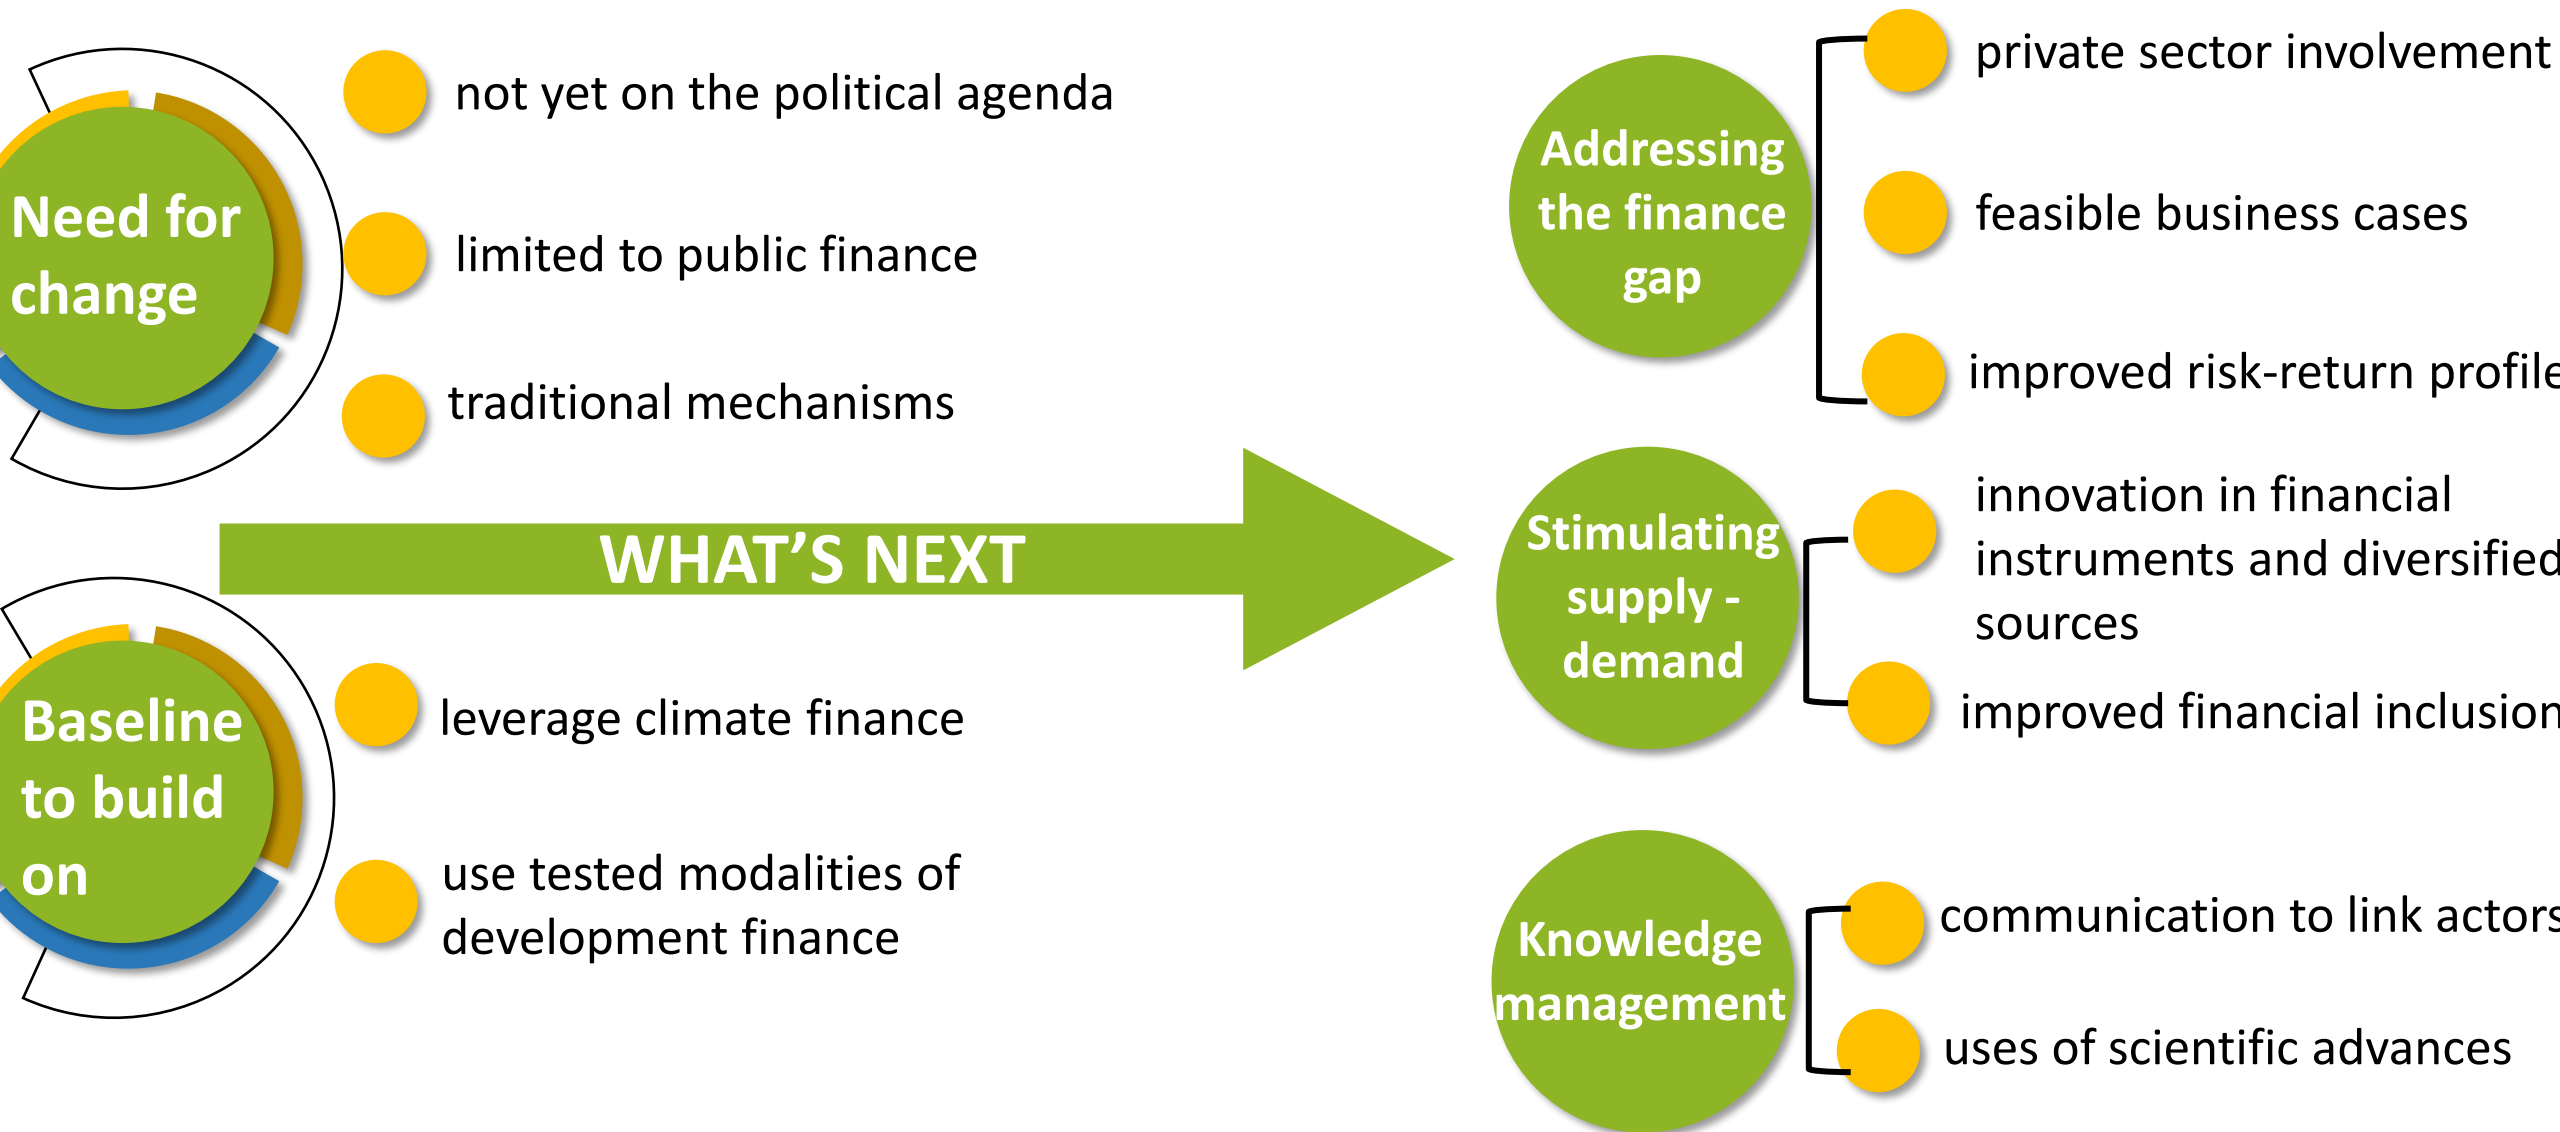 Need for
change
not yet on the political agenda
limited to public finance
traditional mechanisms
WHAT’S NEXT
Baseline
to build
on
leverage climate finance
use tested modalities of
development finance
Addressing
the finance
gap
private sector involvement
feasible business cases
improved risk-return profile
Stimulating
supply -
demand
innovation in financial
instruments and diversified
sources
improved financial inclusion
Knowledge
management
communication to link actors
uses of scientific advances